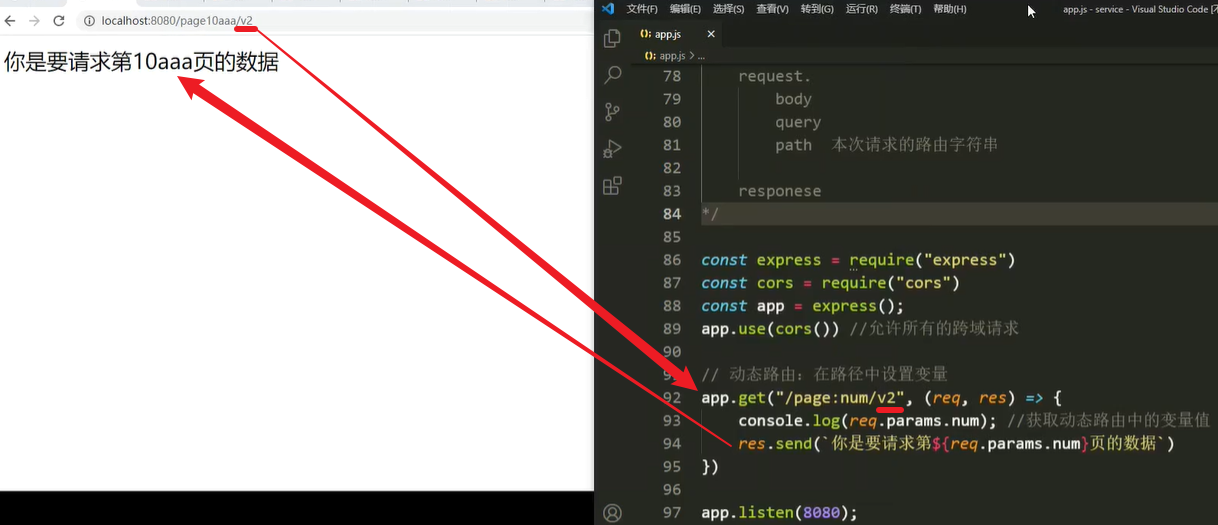 localhost:8080/page10aaa/v2
你是要请求第10aaa页的数据
文件(F) 编辑(E) 选择(S) 查看(V) 转到(G) 运行(R) 终端(T) 帮助(H) app.js - service - Visual Studio Code
app.js
app.js > ...
78 request.
79 body
80 query
81 path 本次请求的路由字符串
82
83 responese
84 */
85
86 const express = require("express")
87 const cors = require("cors")
88 const app = express();
89 app.use(cors()) //允许所有的跨域请求
90
// 动态路由：在路径中设置变量
92 app.get("/page:num/v2", (req, res) => {
93 console.log(req.params.num); //获取动态路由中的变量值
94 res.send(`你是要请求第${req.params.num}页的数据`)
95 })
96
97 app.listen(8080);